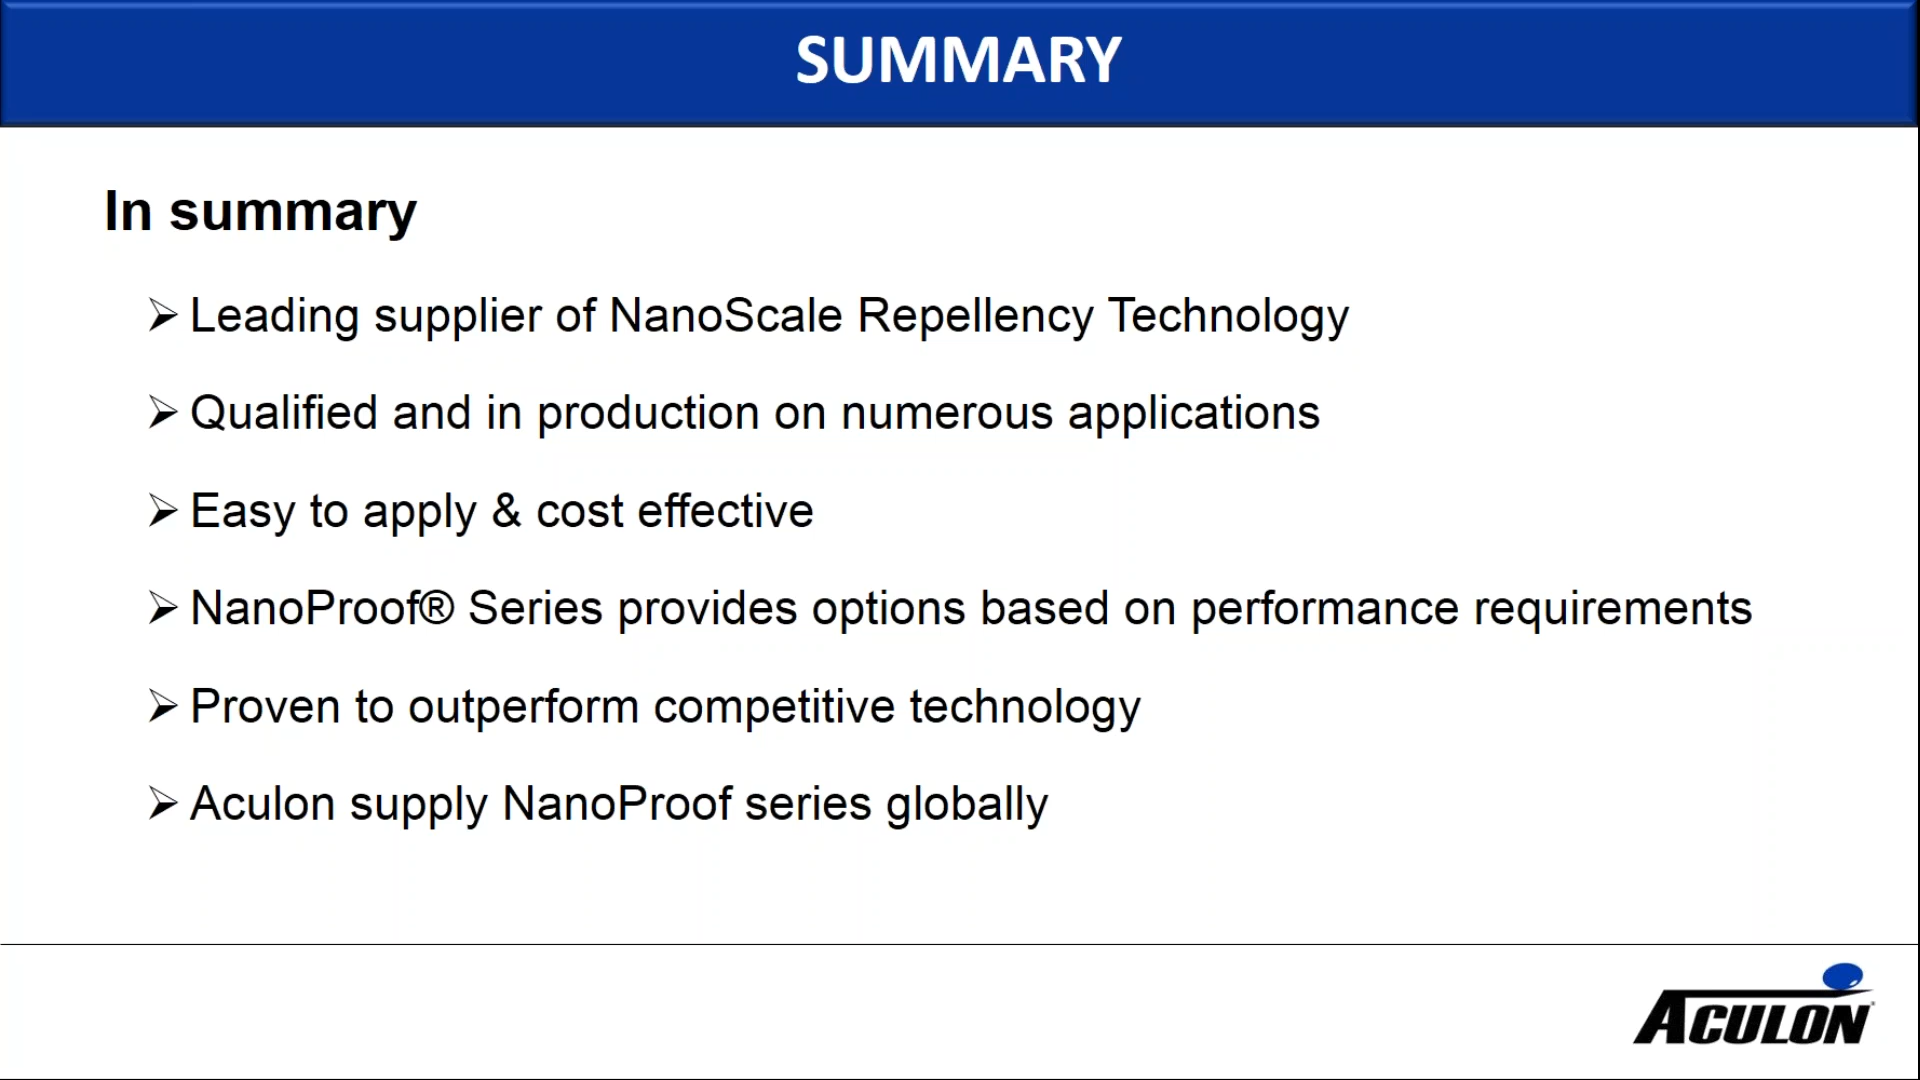 SUMMARY
In summary
➢ Leading supplier of NanoScale Repellency Technology
➢ Qualified and in production on numerous applications
➢ Easy to apply & cost effective
➢ NanoProof® Series provides options based on performance requirements
➢ Proven to outperform competitive technology
➢ Aculon supply NanoProof series globally
ACULON